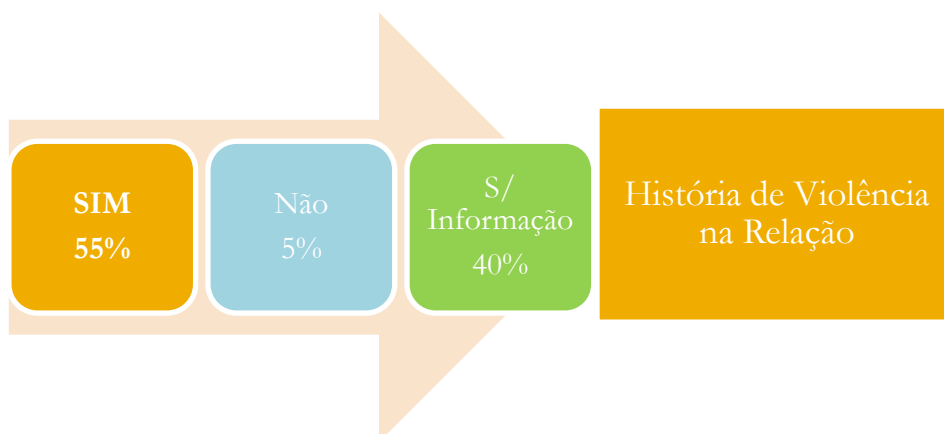 SIM
55%
Não
5%
S/
Informação
40%
História de Violência
na Relação